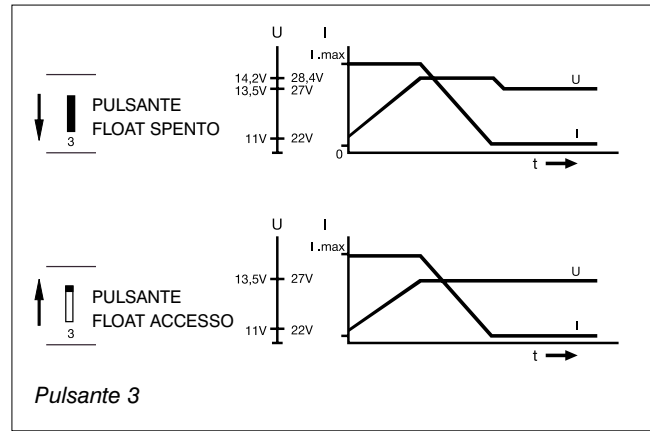 U I
I.max
14,2V 28,4V
13,5V 27V
11V 22V
0
U
I
t
PULSANTE
FLOAT SPENTO
3
U I
I.max
13,5V 27V
11V 22V
U
I
t
PULSANTE
FLOAT ACCESSO
3
Pulsante 3